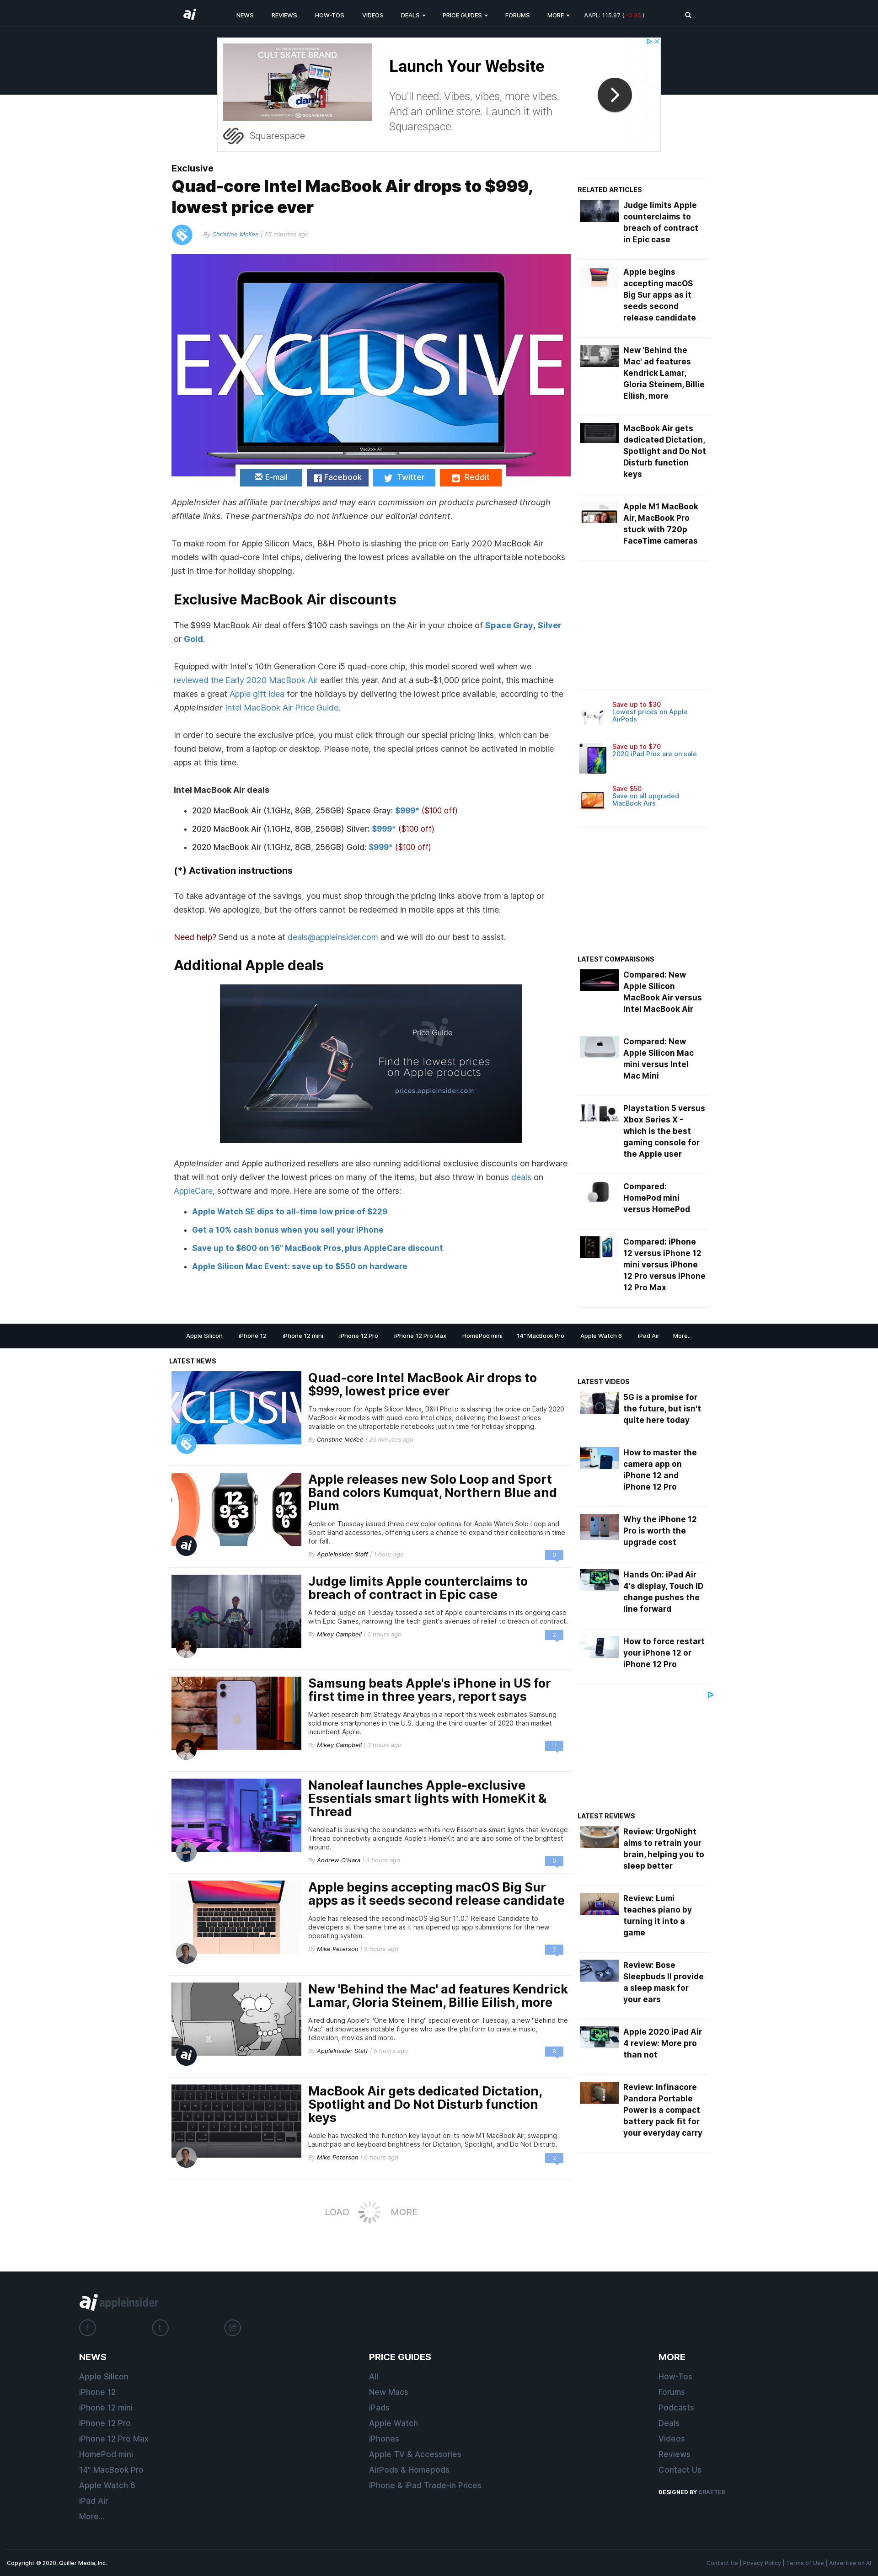 ai
NEWS REVIEWS HOW-TOS VIDEOS DEALS PRICE GUIDES FORUMS MORE AAPL: 115.97 (
CULT SKATE BRAND
Launch Your Website
You'll need: Vibes, vibes, more vibes.
And an online store. Launch it with
Squarespace.
Squarespace
Exclusive
Quad-core Intel MacBook Air drops to $999,
lowest price ever
By Christine McKee | 25 minutes ago
EXCLUSIVE
MacBook Air
E-mail Facebook Twitter Reddit
AppleInsider has affiliate partnerships and may earn commission on products purchased through
affiliate links. These partnerships do not influence our editorial content.
To make room for Apple Silicon Macs, B&H Photo is slashing the price on Early 2020 MacBook Air
models with quad-core Intel chips, delivering the lowest prices available on the ultraportable notebooks
just in time for holiday shopping.
Exclusive MacBook Air discounts
The $999 MacBook Air deal offers $100 cash savings on the Air in your choice of Space Gray, Silver
or Gold.
Equipped with Intel's 10th Generation Core i5 quad-core chip, this model scored well when we
reviewed the Early 2020 MacBook Air earlier this year. And at a sub-$1,000 price point, this machine
makes a great Apple gift idea for the holidays by delivering the lowest price available, according to the
AppleInsider Intel MacBook Air Price Guide.
In order to secure the exclusive price, you must shop through our special pricing links, which can be
found below, from a laptop or desktop. Please note, the special prices cannot be activated in mobile
apps at this time.
Intel MacBook Air deals
• 2020 MacBook Air (1.1GHz, 8GB, 256GB) Space Gray: $999* ($100 off)
• 2020 MacBook Air (1.1GHz, 8GB, 256GB) Silver: $999* ($100 off)
• 2020 MacBook Air (1.1GHz, 8GB, 256GB) Gold: $999* ($100 off)
(*) Activation instructions
To take advantage of the savings, you must shop through the pricing links above from a laptop or
desktop. We apologize, but the offers cannot be redeemed in mobile apps at this time.
Need help? Send us a note at deals@appleinsider.com and we will do our best to assist.
Additional Apple deals
ai
Price Guide
Find the lowest prices
on Apple products
prices.appleinsider.com
AppleInsider and Apple authorized resellers are also running additional exclusive discounts on hardware
that will not only deliver the lowest prices on many of the items, but also throw in bonus deals on
AppleCare, software and more. Here are some of the offers:
• Apple Watch SE dips to all-time low price of $229
• Get a 10% cash bonus when you sell your iPhone
• Save up to $600 on 16" MacBook Pros, plus AppleCare discount
• Apple Silicon Mac Event: save up to $550 on hardware
RELATED ARTICLES
Judge limits Apple
counterclaims to
breach of contract
in Epic case
Apple begins
accepting macOS
Big Sur apps as it
seeds second
release candidate
New 'Behind the
Mac' ad features
Kendrick Lamar,
Gloria Steinem, Billie
Eilish, more
MacBook Air gets
dedicated Dictation,
Spotlight and Do Not
Disturb function
keys
Apple M1 MacBook
Air, MacBook Pro
stuck with 720p
FaceTime cameras
Save up to $30
Lowest prices on Apple
AirPods
Save up to $70
2020 iPad Pros are on sale
Save $50
Save on all upgraded
MacBook Airs
LATEST COMPARISONS
Compared: New
Apple Silicon
MacBook Air versus
Intel MacBook Air
Compared: New
Apple Silicon Mac
mini versus Intel
Mac Mini
Playstation 5 versus
Xbox Series X -
which is the best
gaming console for
the Apple user
Compared:
HomePod mini
versus HomePod
Compared: iPhone
12 versus iPhone 12
mini versus iPhone
12 Pro versus iPhone
12 Pro Max
Apple Silicon iPhone 12 iPhone 12 mini iPhone 12 Pro iPhone 12 Pro Max HomePod mini 14" MacBook Pro Apple Watch 6 iPad Air More...
LATEST NEWS
XCLUSIV
Quad-core Intel MacBook Air drops to
$999, lowest price ever
To make room for Apple Silicon Macs, B&H Photo is slashing the price on Early 2020
MacBook Air models with quad-core Intel chips, delivering the lowest prices
available on the ultraportable notebooks just in time for holiday shopping.
By Christine McKee | 25 minutes ago
12 9 3 6
12 9 3 6
ai
Apple releases new Solo Loop and Sport
Band colors Kumquat, Northern Blue and
Plum
Apple on Tuesday issued three new color options for Apple Watch Solo Loop and
Sport Band accessories, offering users a chance to expand their collections in time
for fall.
By AppleInsider Staff | 1 hour ago
0
Judge limits Apple counterclaims to
breach of contract in Epic case
A federal judge on Tuesday tossed a set of Apple counterclaims in its ongoing case
with Epic Games, narrowing the tech giant's avenues of relief to breach of contract.
By Mikey Campbell | 2 hours ago
2
Samsung beats Apple's iPhone in US for
first time in three years, report says
Market research firm Strategy Analytics in a report this week estimates Samsung
sold more smartphones in the U.S. during the third quarter of 2020 than market
incumbent Apple.
By Mikey Campbell | 3 hours ago
11
Nanoleaf launches Apple-exclusive
Essentials smart lights with HomeKit &
Thread
Nanoleaf is pushing the boundaries with its new Essentials smart lights that leverage
Thread connectivity alongside Apple's HomeKit and are also some of the brightest
around.
By Andrew O'Hara | 3 hours ago
0
Apple begins accepting macOS Big Sur
apps as it seeds second release candidate
Apple has released the second macOS Big Sur 11.0.1 Release Candidate to
developers at the same time as it has opened up app submissions for the new
operating system.
By Mike Peterson | 5 hours ago
2
ai
New 'Behind the Mac' ad features Kendrick
Lamar, Gloria Steinem, Billie Eilish, more
Aired during Apple's "One More Thing" special event on Tuesday, a new "Behind the
Mac" ad showcases notable figures who use the platform to create music,
television, movies and more.
By AppleInsider Staff | 5 hours ago
6
MacBook Air gets dedicated Dictation,
Spotlight and Do Not Disturb function
keys
Apple has tweaked the function key layout on its new M1 MacBook Air, swapping
Launchpad and keyboard brightness for Dictation, Spotlight, and Do Not Disturb.
By Mike Peterson | 6 hours ago
2
LOAD MORE
LATEST VIDEOS
5G is a promise for
the future, but isn't
quite here today
How to master the
camera app on
iPhone 12 and
iPhone 12 Pro
Why the iPhone 12
Pro is worth the
upgrade cost
Hands On: iPad Air
4's display, Touch ID
change pushes the
line forward
How to force restart
your iPhone 12 or
iPhone 12 Pro
LATEST REVIEWS
Review: UrgoNight
aims to retrain your
brain, helping you to
sleep better
Review: Lumi
teaches piano by
turning it into a
game
Review: Bose
Sleepbuds II provide
a sleep mask for
your ears
Apple 2020 iPad Air
4 review: More pro
than not
Review: Infinacore
Pandora Portable
Power is a compact
battery pack fit for
your everyday carry
ai appleinsider
NEWS
Apple Silicon
iPhone 12
iPhone 12 mini
iPhone 12 Pro
iPhone 12 Pro Max
HomePod mini
14" MacBook Pro
Apple Watch 6
iPad Air
More...
PRICE GUIDES
All
New Macs
iPads
Apple Watch
iPhones
Apple TV & Accessories
AirPods & Homepods
iPhone & iPad Trade-in Prices
MORE
How-Tos
Forums
Podcasts
Deals
Videos
Reviews
Contact Us
DESIGNED BY CRAFTED
Copyright © 2020, Quiller Media, Inc.
Contact Us | Privacy Policy | Terms of Use | Advertise on AI